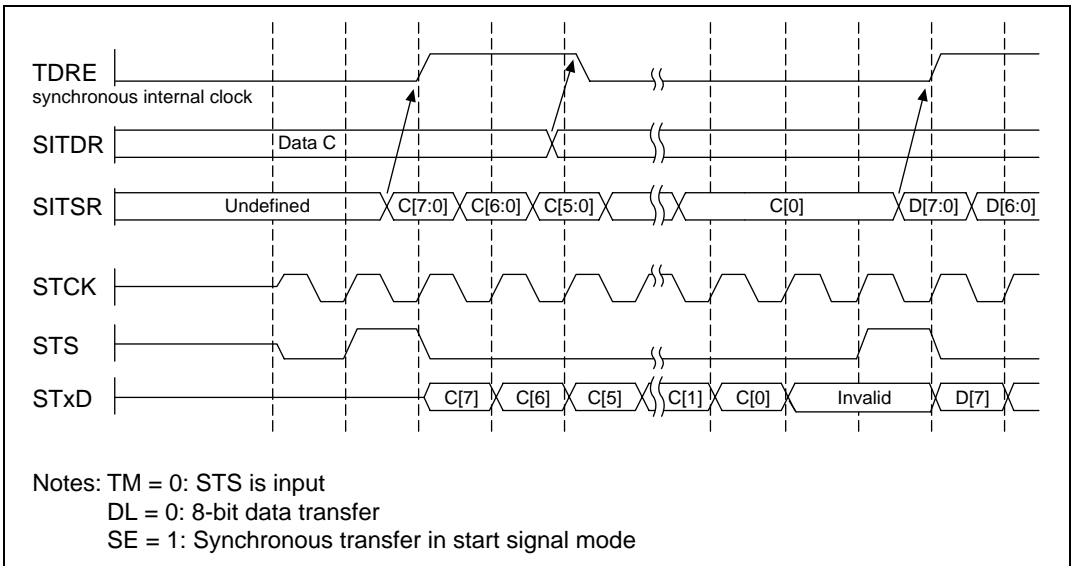 TDRE
synchronous internal clock
SITDR Data C
SITSR Undefined C[7:0] C[6:0] C[5:0] C[0] D[7:0] D[6:0]
STCK
STS
STxD C[7] C[6] C[5] C[1] C[0] Invalid D[7]
Notes: TM = 0: STS is input
DL = 0: 8-bit data transfer
SE = 1: Synchronous transfer in start signal mode